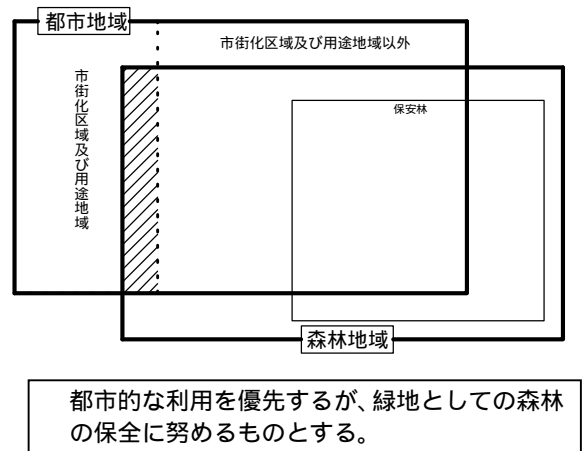 都市地域
市街化区域及び用途地域以外
市街化区域及び用途地域
保安林
森林地域
都市的な利用を優先するが、緑地としての森林
の保全に努めるものとする。